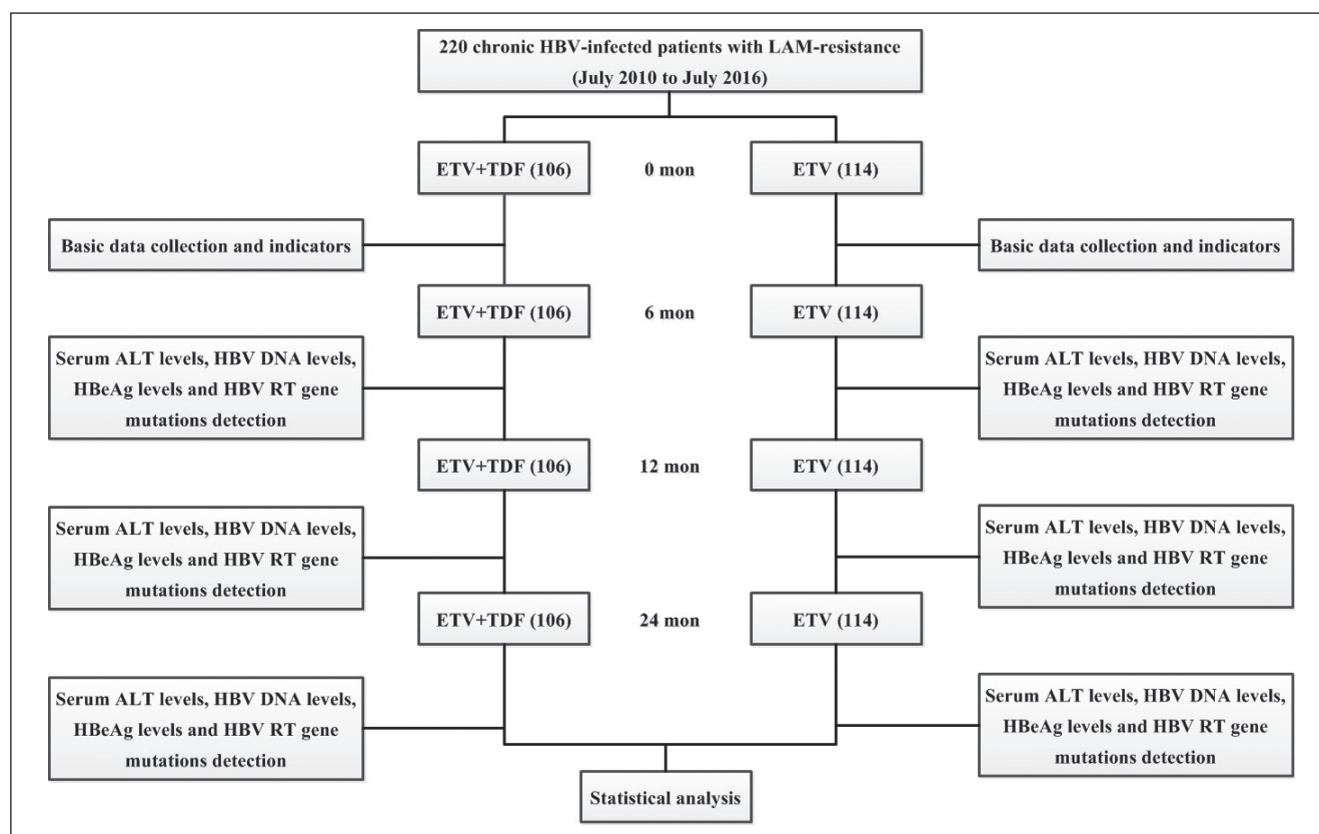 220 chronic HBV-infected patients with LAM-resistance
(July 2010 to July 2016)
ETV+TDF (106)
0 mon
ETV (114)
Basic data collection and indicators
Basic data collection and indicators
ETV+TDF (106)
6 mon
ETV (114)
Serum ALT levels, HBV DNA levels,
HBeAg levels and HBV RT gene
mutations detection
Serum ALT levels, HBV DNA levels,
HBeAg levels and HBV RT gene
mutations detection
ETV+TDF (106)
12 mon
ETV (114)
Serum ALT levels, HBV DNA levels,
HBeAg levels and HBV RT gene
mutations detection
Serum ALT levels, HBV DNA levels,
HBeAg levels and HBV RT gene
mutations detection
ETV+TDF (106)
24 mon
ETV (114)
Serum ALT levels, HBV DNA levels,
HBeAg levels and HBV RT gene
mutations detection
Serum ALT levels, HBV DNA levels,
HBeAg levels and HBV RT gene
mutations detection
Statistical analysis